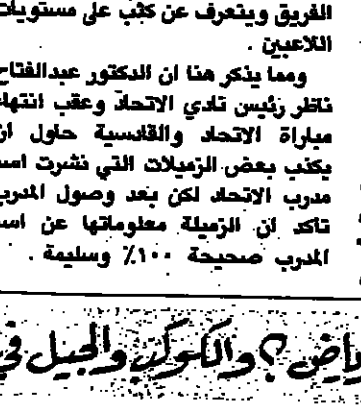 الفريق ويتعرف عن كثب على مستويات
اللاعبين .
ومما يذكر هنا ان الدكتور عبدالفتاح
ناظر رئيس نادي الاتحاد وعقب انتهاء
مباراة الاتحاد والقادسية حاول ان
يكذب بعض الزميلات التي نشرت اسم
مدرب الاتحاد لكن بعد وصول المدرب
تاكد ان الزميلة معلوماتها عن اسم
المدرب صحيحة ١٠٠٪ وسليمة .
والكوكب والجبيل في